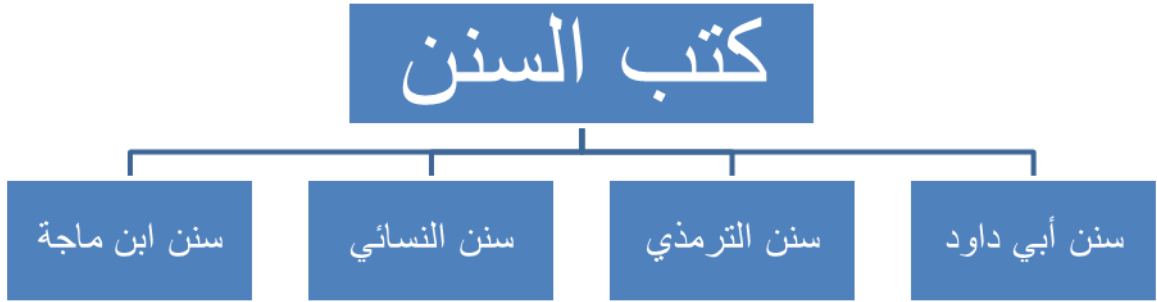 كتب السنن
سنن أبي داود
سنن الترمذي
سنن النسائي
سنن ابن ماجة